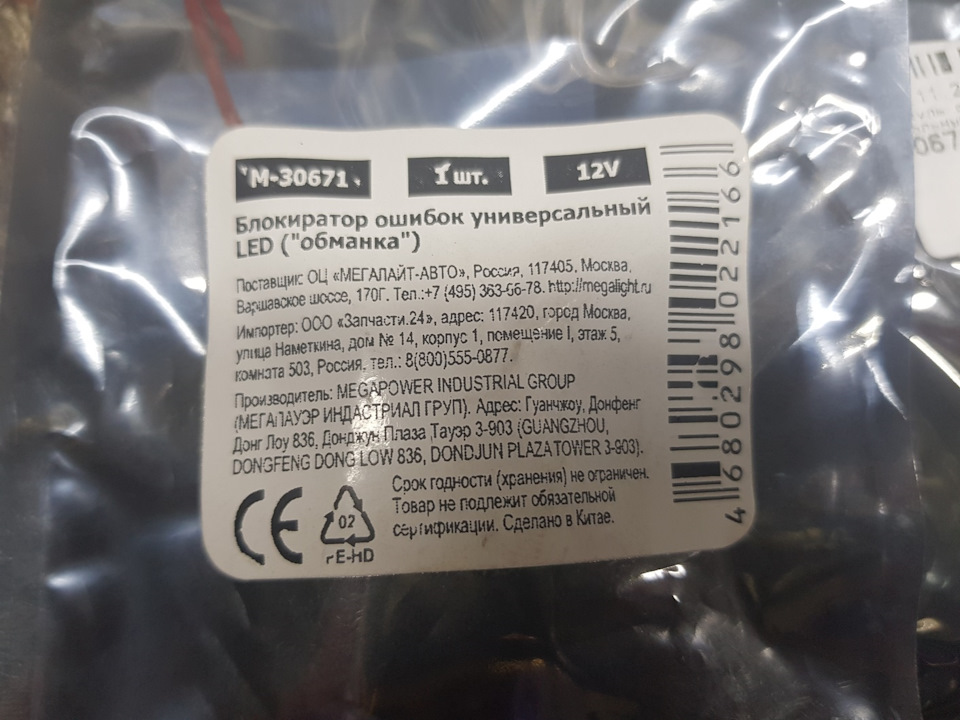 M-30671
1 шт.
12V
Блокиратор ошибок универсальный
LED ("обманка")
Поставщик: ОЦ «МЕГАЛАЙТ-АВТО», Россия, 117405, Москва,
Варшавское шоссе, 170Г. Тел.:+7 (495) 363-66-78. http://megalight.ru
Импортер: ООО «Запчасти.24», адрес: 117420, город Москва,
улица Наметкина, дом № 14, корпус 1, помещение I, этаж 5,
комната 503, Россия, тел.: 8(800)555-0877.
Производитель: MEGAPOWER INDUSTRIAL GROUP
(МЕГАПАУЭР ИНДАСТРИАЛ ГРУП). Адрес: Гуанчжоу, Донфенг
Донг Лоу 836, Донджун Плаза Тауэр 3-903 (GUANGZHOU,
DONGFENG DONG LOW 836, DONDJUN PLAZA TOWER 3-903).
Срок годности (хранения) не ограничен.
Товар не подлежит обязательной
сертификации. Сделано в Китае.
CE
02
PE-HD
4680298022166